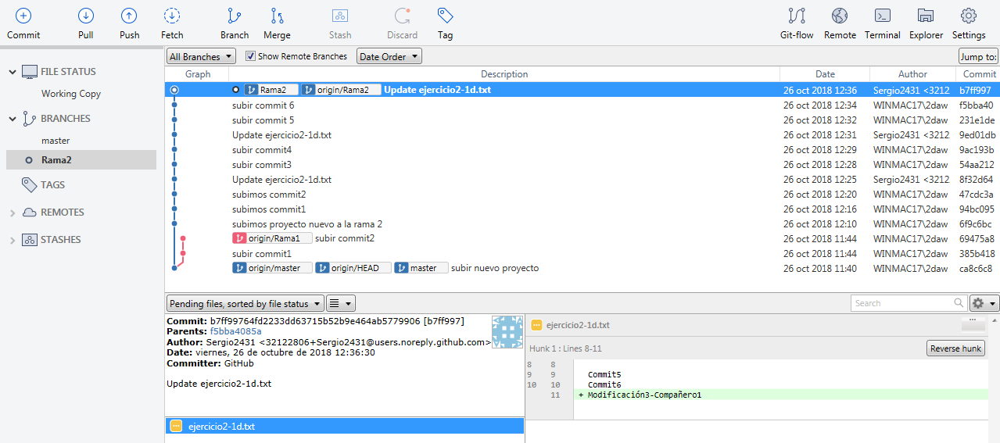 Commit Pull Push Fetch Branch Merge Stash Discard Tag Git-flow Remote Terminal Explorer Settings
FILE STATUS
Working Copy
BRANCHES
master
Rama2
TAGS
REMOTES
STASHES
All Branches Show Remote Branches Date Order Jump to:
Graph Description Date Author Commit
Rama2 origin/Rama2 Update ejercicio2-1d.txt 26 oct 2018 12:36 Sergio2431 <3212 b7ff997
subir commit 6 26 oct 2018 12:34 WINMAC17\2daw f5bba40
subir commit 5 26 oct 2018 12:32 WINMAC17\2daw 231e1de
Update ejercicio2-1d.txt 26 oct 2018 12:31 Sergio2431 <3212 9ed01db
subir commit4 26 oct 2018 12:29 WINMAC17\2daw 9ac193b
subir commit3 26 oct 2018 12:28 WINMAC17\2daw 54aa212
Update ejercicio2-1d.txt 26 oct 2018 12:25 Sergio2431 <3212 8f32d64
subimos commit2 26 oct 2018 12:20 WINMAC17\2daw 47cdc3a
subimos commit1 26 oct 2018 12:16 WINMAC17\2daw 94bc095
subimos proyecto nuevo a la rama 2 26 oct 2018 12:10 WINMAC17\2daw 6f9c6bc
origin/Rama1 subir commit2 26 oct 2018 11:44 WINMAC17\2daw 69475a8
subir commit1 26 oct 2018 11:44 WINMAC17\2daw 385b418
origin/master origin/HEAD master subir nuevo proyecto 26 oct 2018 11:40 WINMAC17\2daw ca8c6c8
Pending files, sorted by file status Search
Commit: b7ff99764fd2233dd63715b52b9e464ab5779906 [b7ff997]
Parents: f5bba4085a
Author: Sergio2431 <32122806+Sergio2431@users.noreply.github.com>
Date: viernes, 26 de octubre de 2018 12:36:30
Committer: GitHub
Update ejercicio2-1d.txt
ejercicio2-1d.txt
ejercicio2-1d.txt
Hunk 1 : Lines 8-11 Reverse hunk
8 8
9 9 Commit5
10 10 Commit6
11 + Modificación3-Compañero1